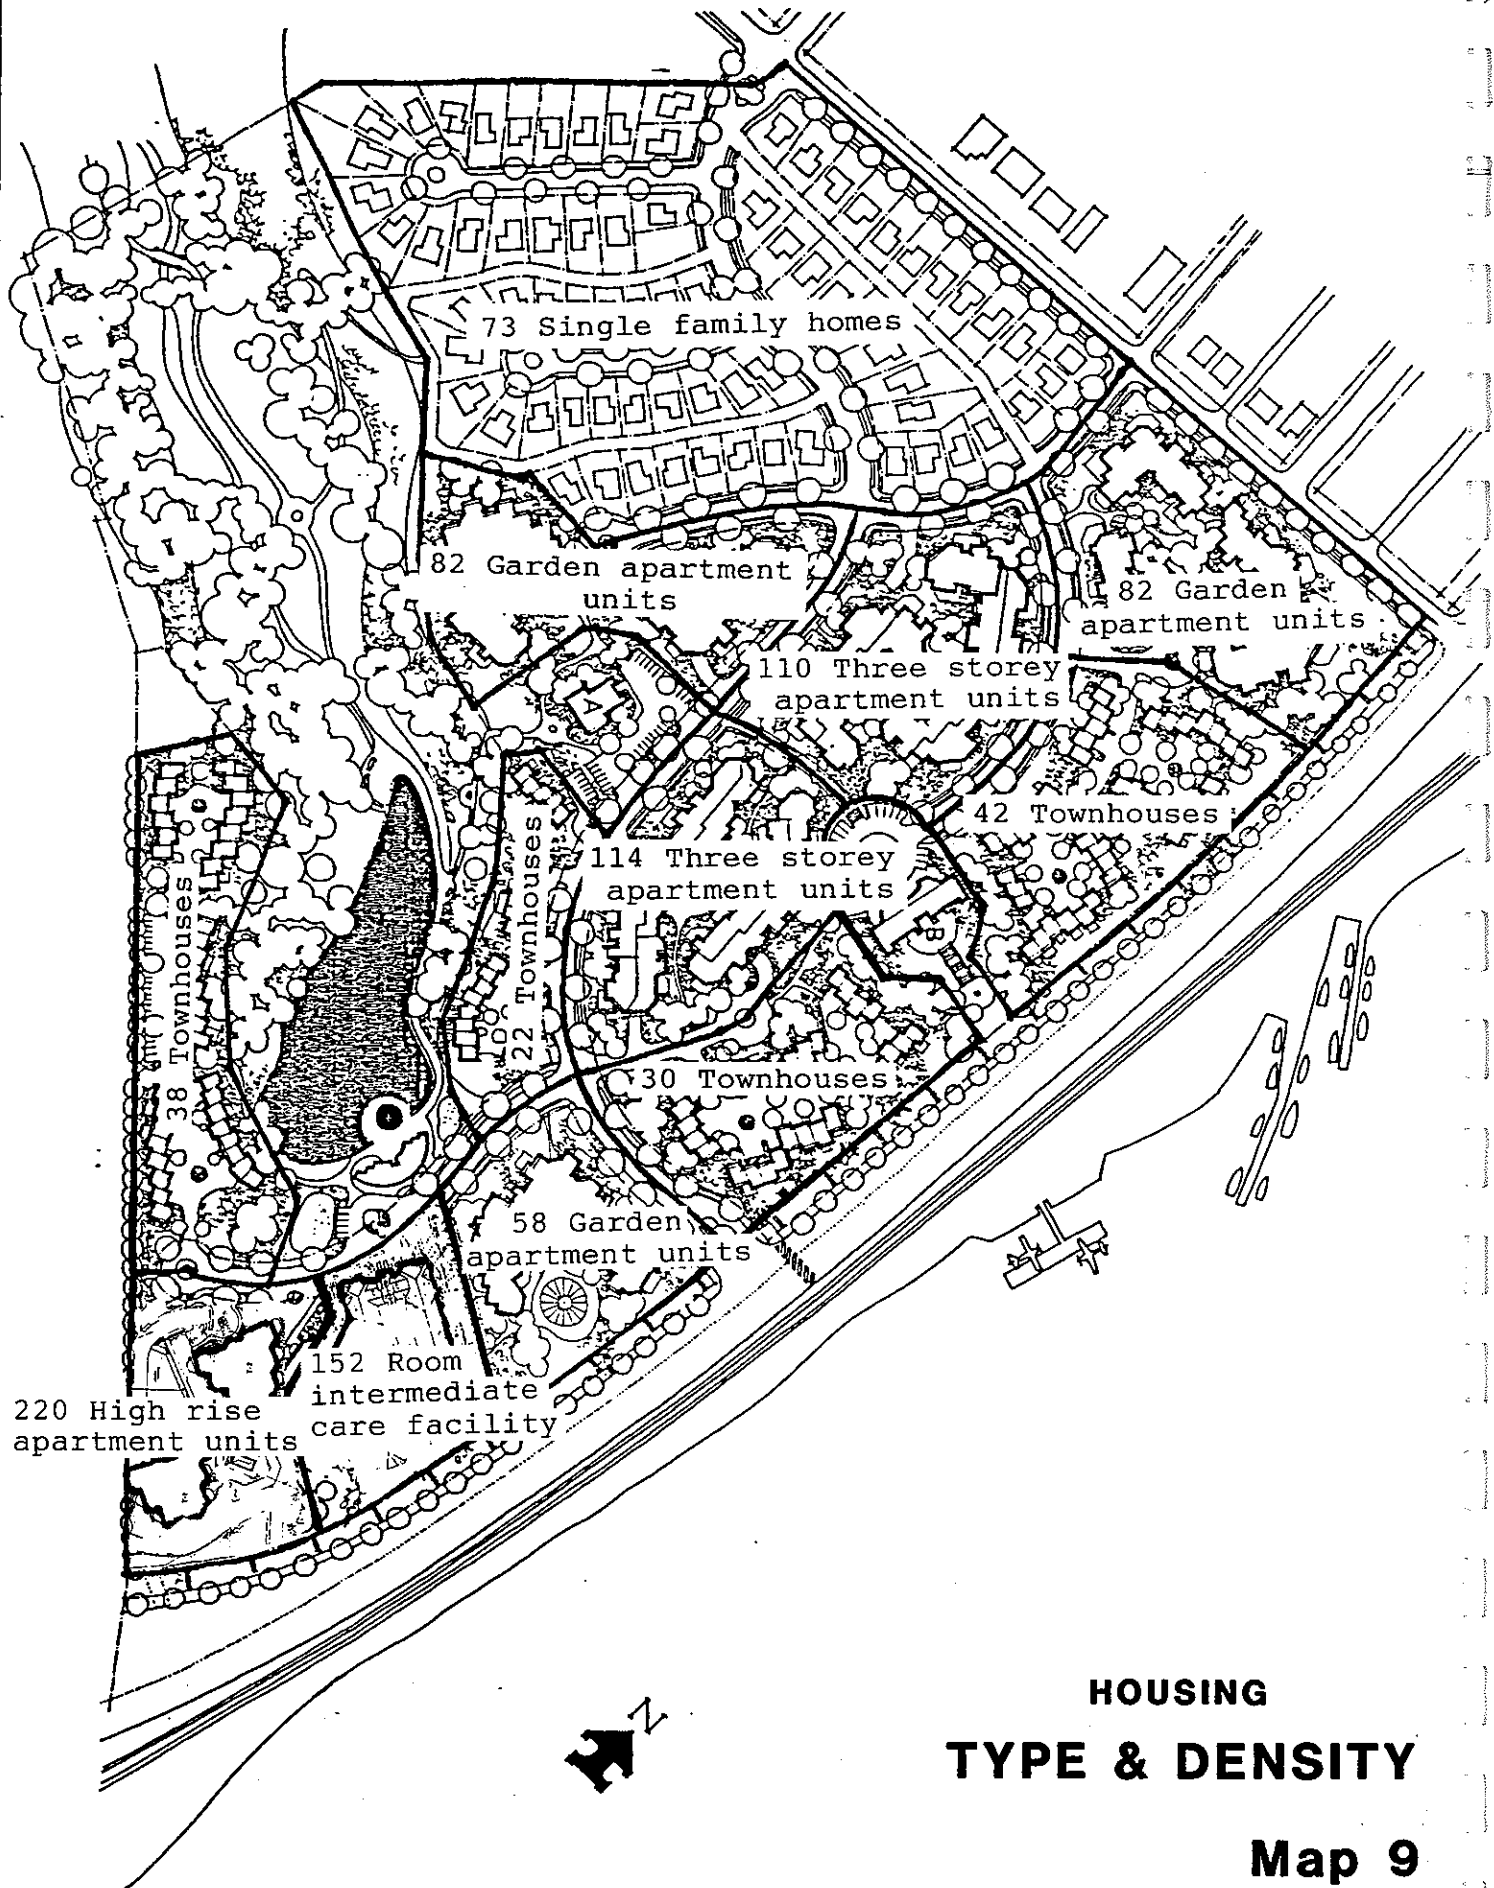 73 Single family homes
82 Garden apartment
units
82 Garden
apartment units
110 Three storey
apartment units
A
42 Townhouses
114 Three storey
apartment units
38 Townhouses
22 Townhouses
B
30 Townhouses
58 Garden
apartment units
152 Room
intermediate
care facility
220 High rise
apartment units
N
HOUSING
TYPE & DENSITY
Map 9